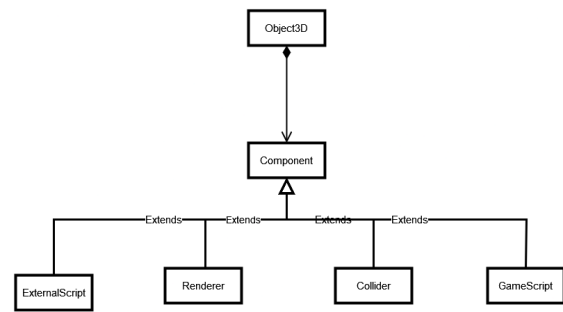 Object3D
Component
Extends Extends Extends Extends
ExternalScript Renderer Collider GameScript